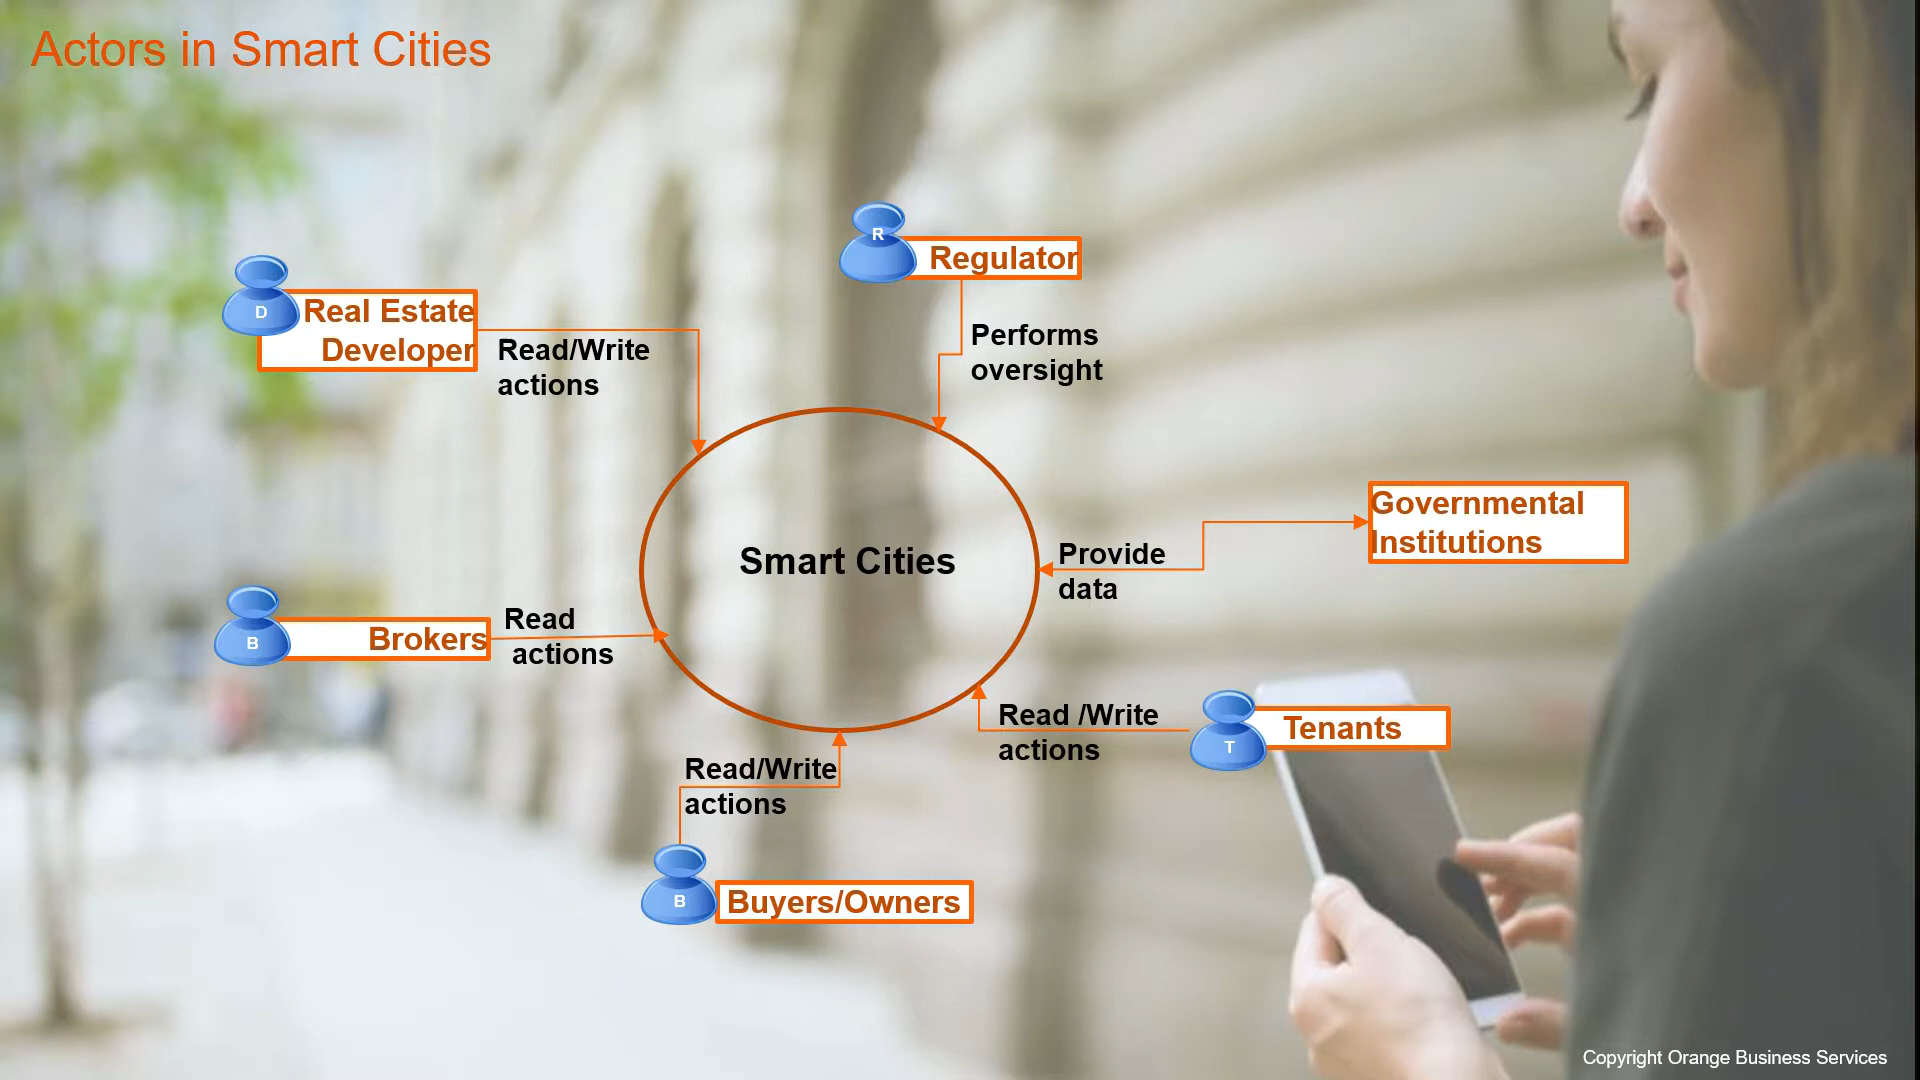 Actors in Smart Cities
R
Regulator
D
Real Estate
Developer
Read/Write
actions
Performs
oversight
Governmental
Institutions
Smart Cities
Provide
data
B
Brokers
Read
actions
Read /Write
actions
T
Tenants
Read/Write
actions
B
Buyers/Owners
Copyright Orange Business Services